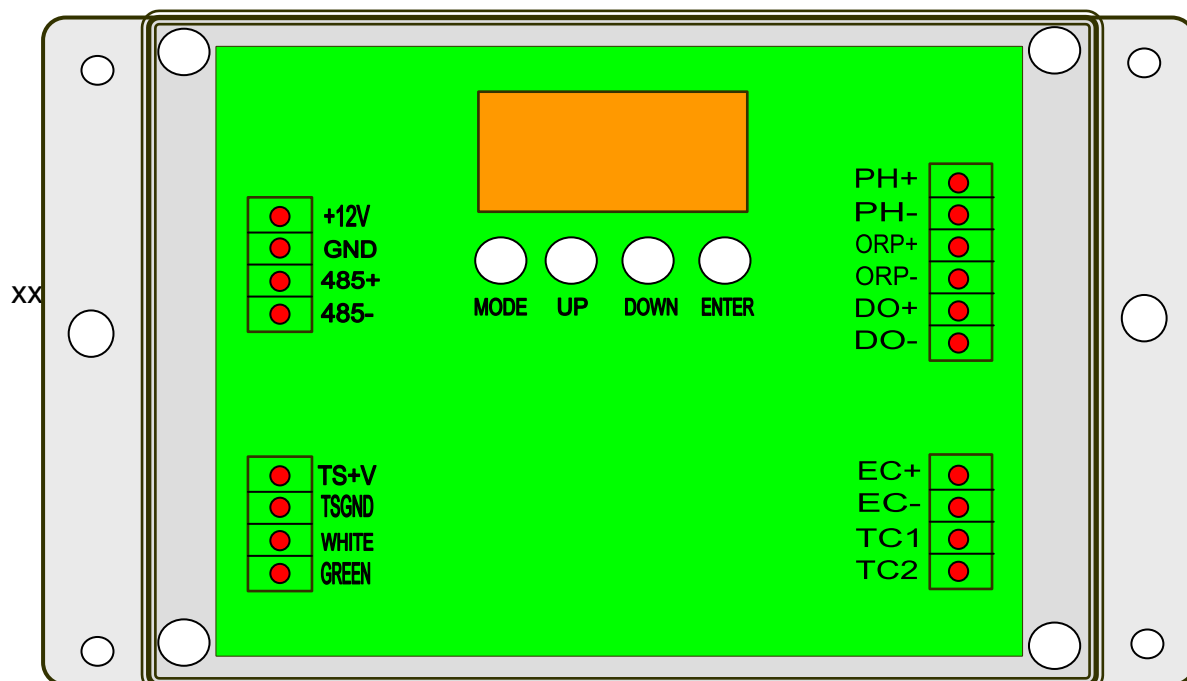 +12V
GND
485+
485-
xx
MODE UP DOWN ENTER
PH+
PH-
ORP+
ORP-
DO+
DO-
TS+V
TSGND
WHITE
GREEN
EC+
EC-
TC1
TC2